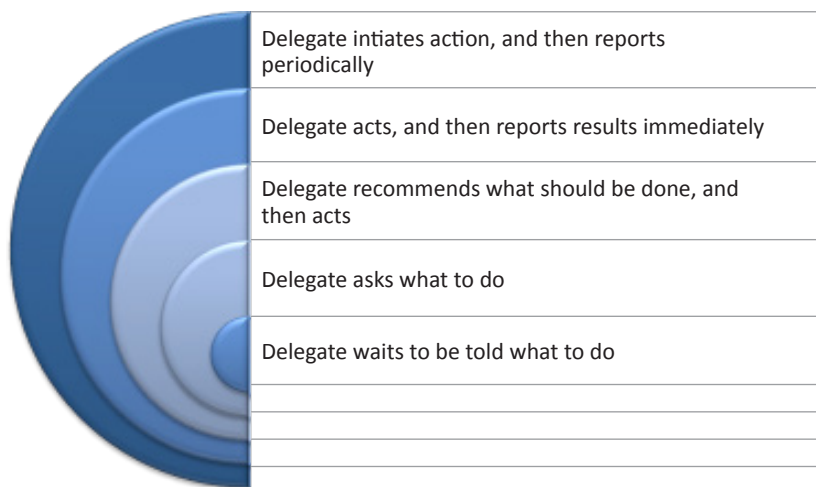 Delegate intiates action, and then reports
periodically
Delegate acts, and then reports results immediately
Delegate recommends what should be done, and
then acts
Delegate asks what to do
Delegate waits to be told what to do